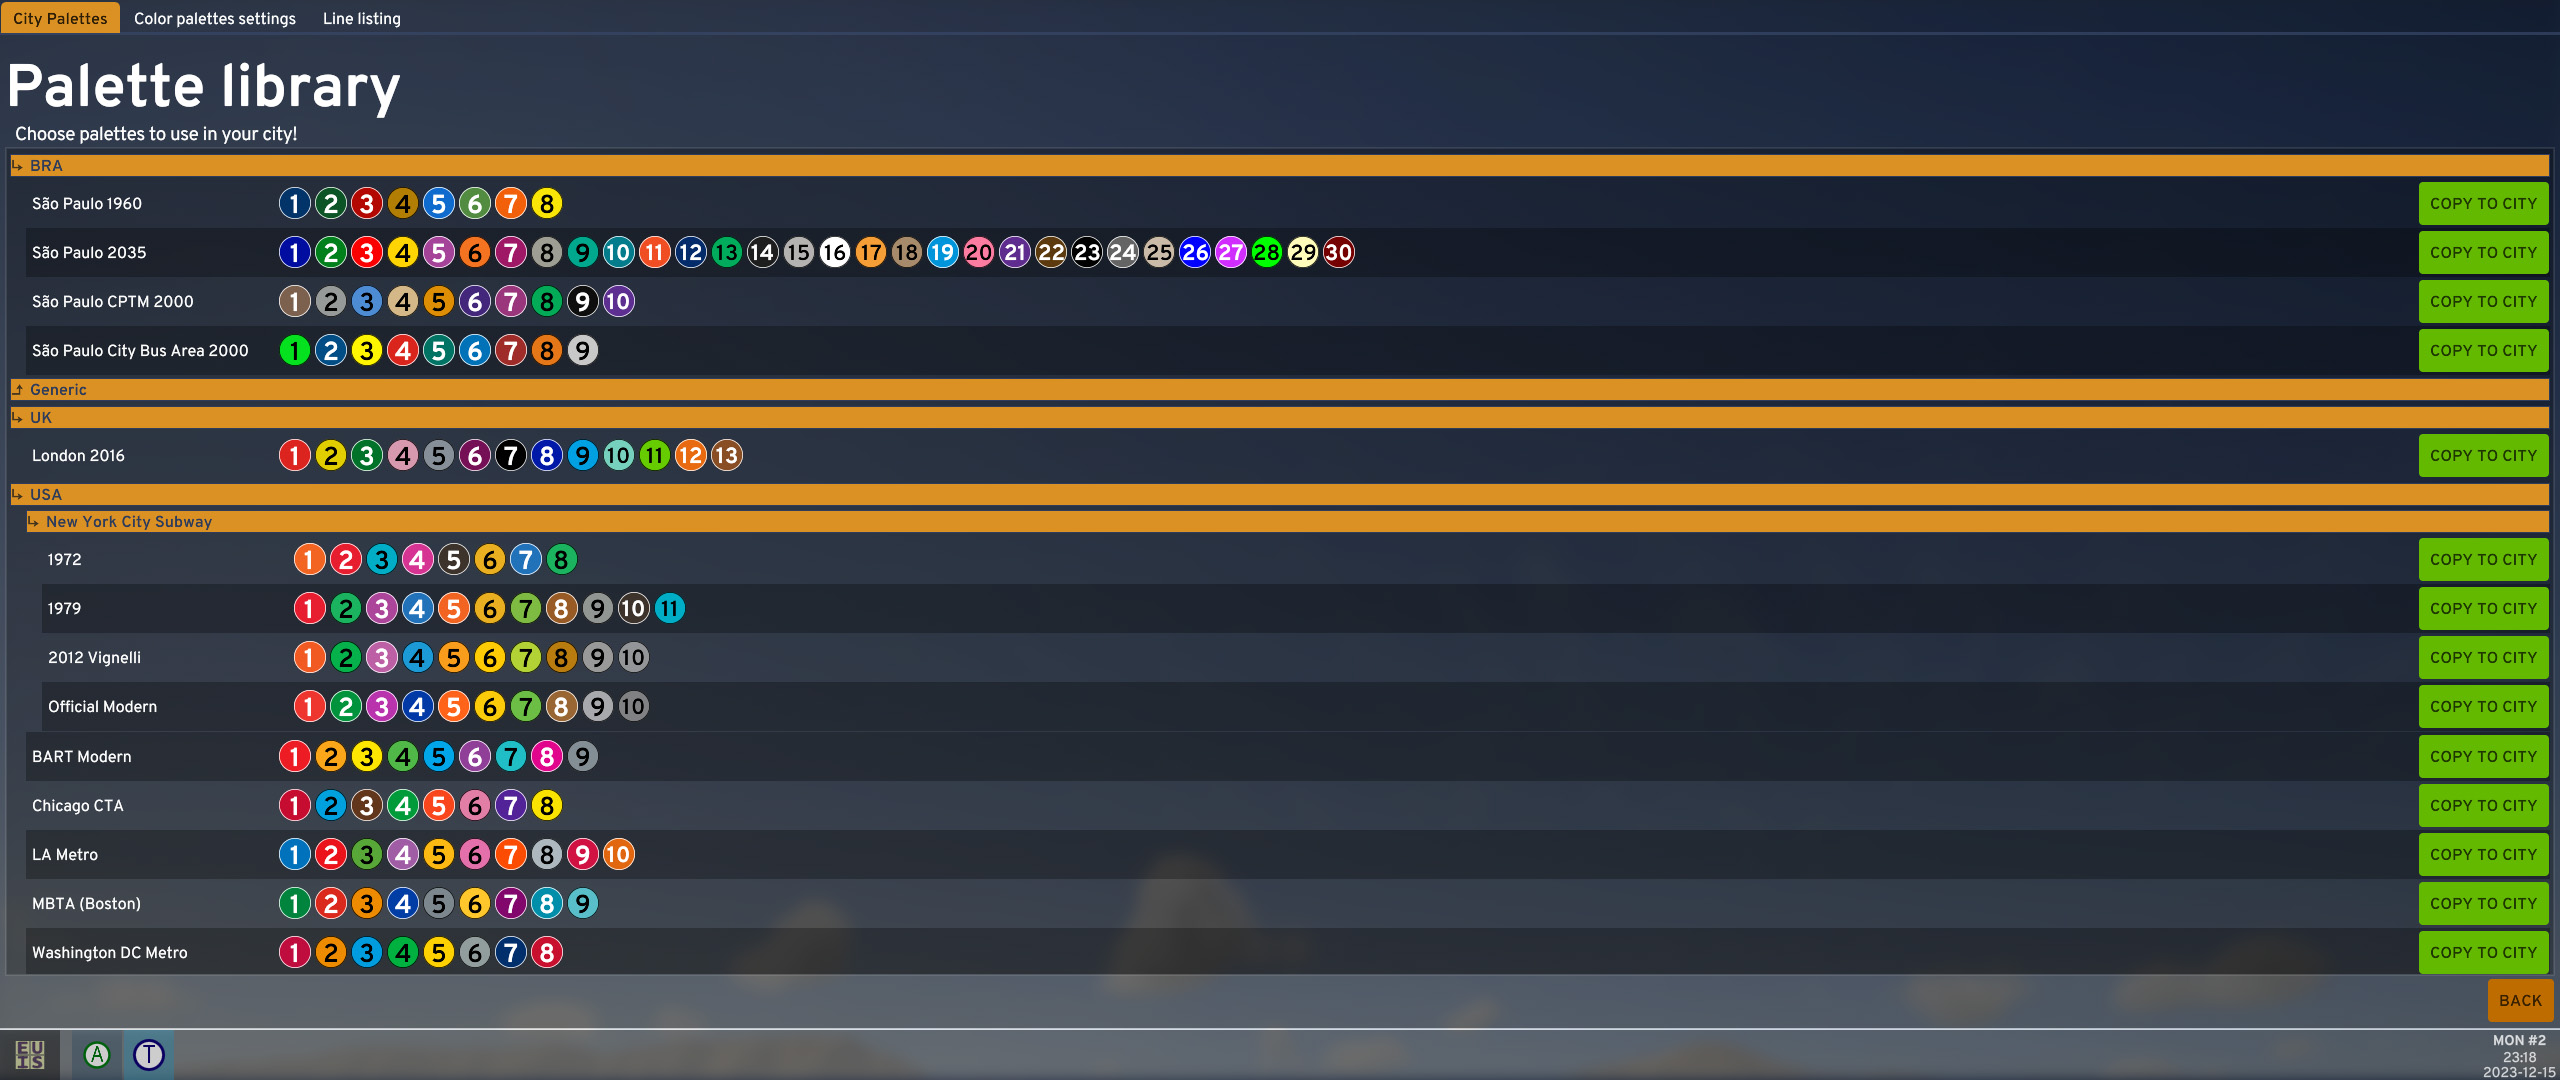 City Palettes Color palettes settings Line listing
Palette library
Choose palettes to use in your city!
BRA
São Paulo 1960 1 2 3 4 5 6 7 8 COPY TO CITY
São Paulo 2035 1 2 3 4 5 6 7 8 9 10 11 12 13 14 15 16 17 18 19 20 21 22 23 24 25 26 27 28 29 30 COPY TO CITY
São Paulo CPTM 2000 1 2 3 4 5 6 7 8 9 10 COPY TO CITY
São Paulo City Bus Area 2000 1 2 3 4 5 6 7 8 9 COPY TO CITY
Generic
UK
London 2016 1 2 3 4 5 6 7 8 9 10 11 12 13 COPY TO CITY
USA
New York City Subway
1972 1 2 3 4 5 6 7 8 COPY TO CITY
1979 1 2 3 4 5 6 7 8 9 10 11 COPY TO CITY
2012 Vignelli 1 2 3 4 5 6 7 8 9 10 COPY TO CITY
Official Modern 1 2 3 4 5 6 7 8 9 10 COPY TO CITY
BART Modern 1 2 3 4 5 6 7 8 9 COPY TO CITY
Chicago CTA 1 2 3 4 5 6 7 8 COPY TO CITY
LA Metro 1 2 3 4 5 6 7 8 9 10 COPY TO CITY
MBTA (Boston) 1 2 3 4 5 6 7 8 9 COPY TO CITY
Washington DC Metro 1 2 3 4 5 6 7 8 COPY TO CITY
BACK
EU
IS
A T
MON #2
23:18
2023-12-15